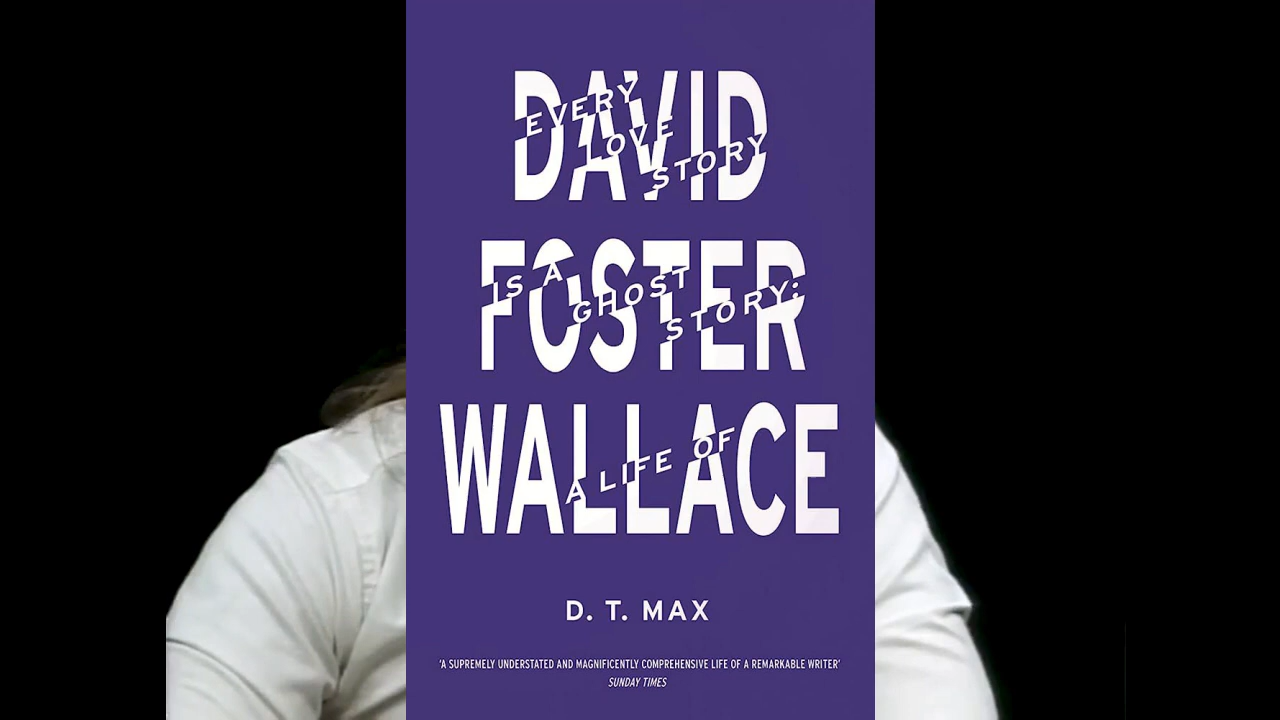 DAVID
EVERY
LOVE
STORY
FOSTER
IS A
GHOST
STORY:
WALLACE
A LIFE OF
D. T. MAX
'A SUPREMELY UNDERSTATED AND MAGNIFICENTLY COMPREHENSIVE LIFE OF A REMARKABLE WRITER'
SUNDAY TIMES